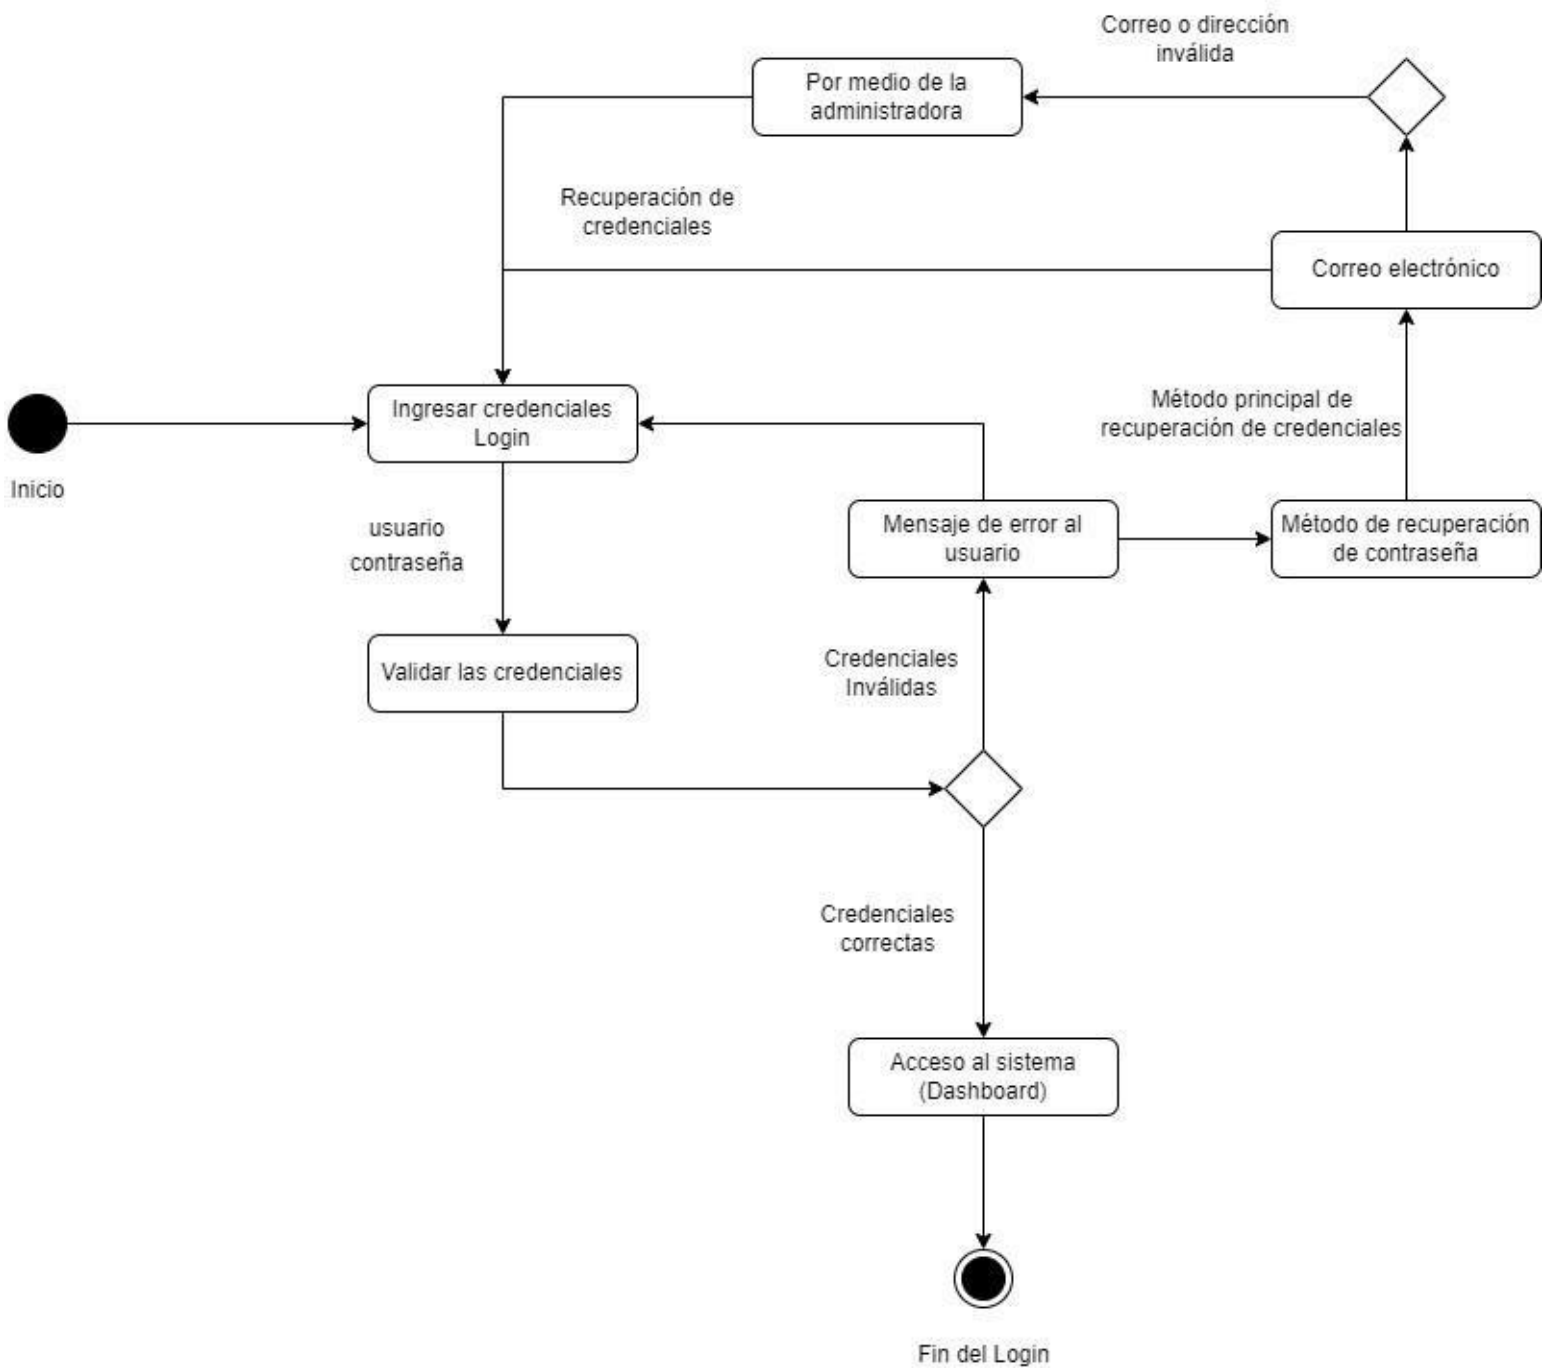 Correo o dirección
inválida
Por medio de la
administradora
Recuperación de
credenciales
Correo electrónico
Método principal de
recuperación de credenciales
Ingresar credenciales
Login
Inicio
usuario
contraseña
Mensaje de error al
usuario
Método de recuperación
de contraseña
Validar las credenciales
Credenciales
Inválidas
Credenciales
correctas
Acceso al sistema
(Dashboard)
Fin del Login